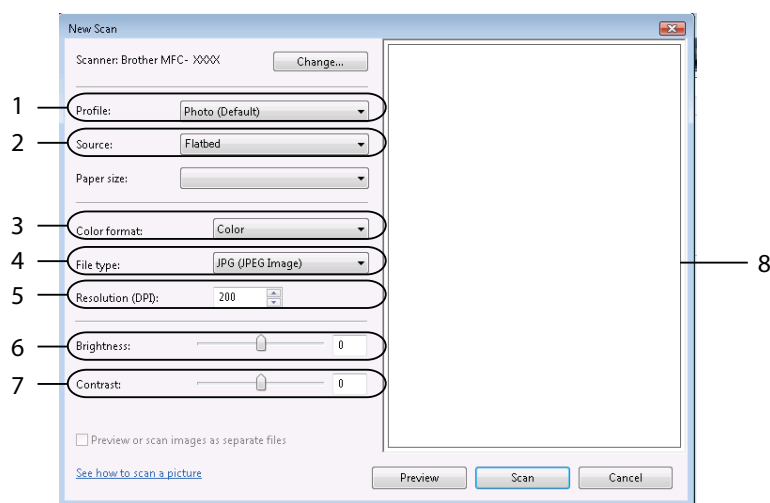 New Scan
Scanner: Brother MFC- XXXX Change...
1 Profile: Photo (Default)
2 Source: Flatbed
Paper size:
3 Color format: Color
4 File type: JPG (JPEG Image)
8
5 Resolution (DPI): 200
6 Brightness: 0
7 Contrast: 0
Preview or scan images as separate files
See how to scan a picture Preview Scan Cancel